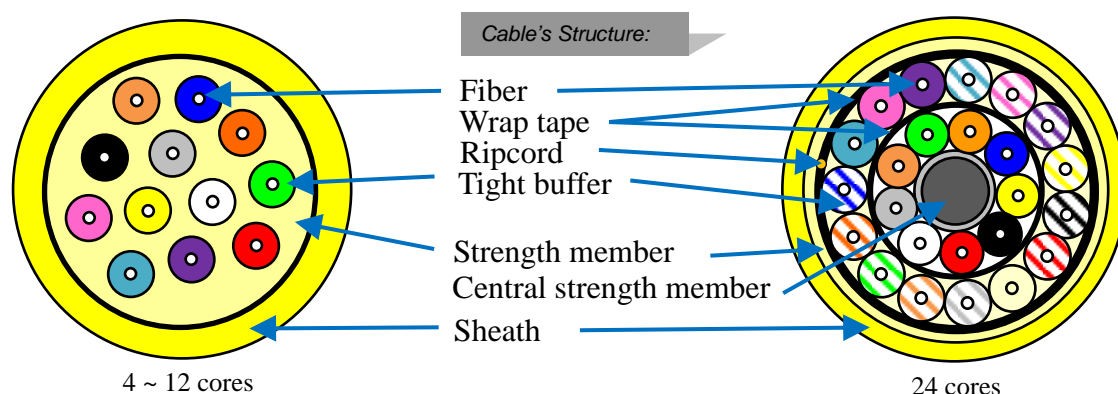 Cable's Structure:
Fiber
Wrap tape
Ripcord
Tight buffer
Strength member
Central strength member
Sheath
4 ~ 12 cores
24 cores